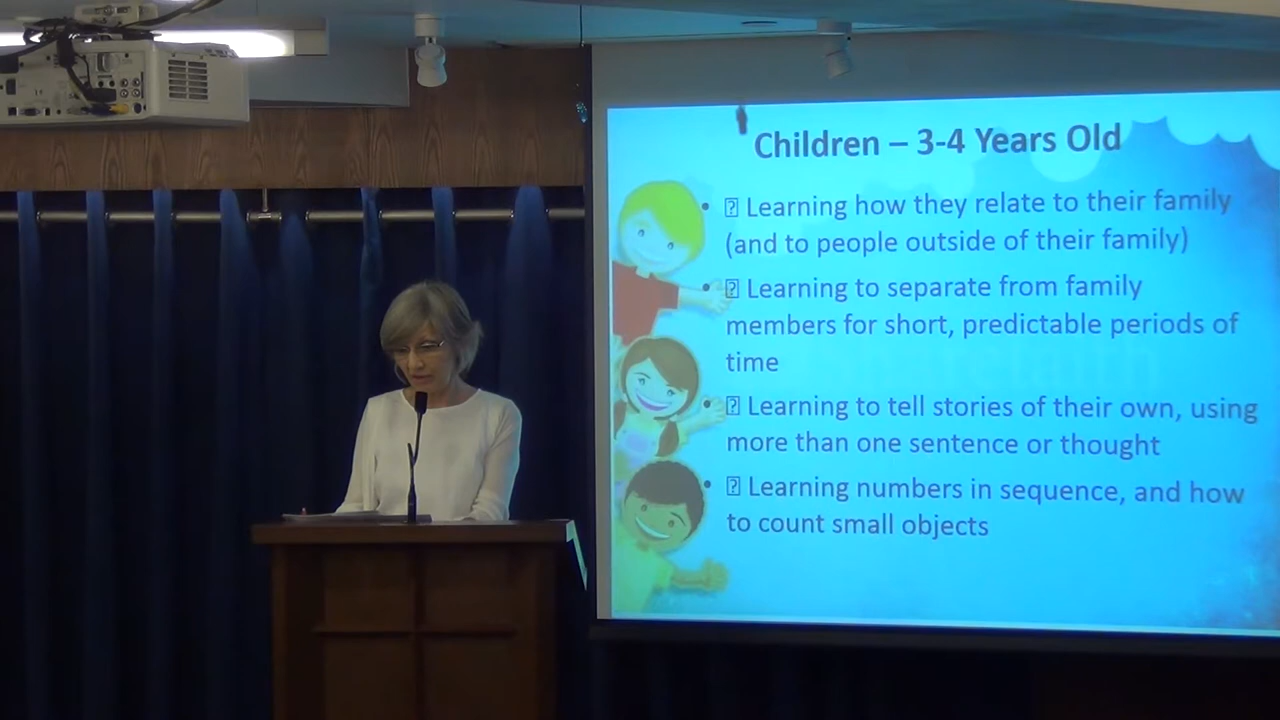 Children – 3-4 Years Old
• ⍰ Learning how they relate to their family
(and to people outside of their family)
• ⍰ Learning to separate from family
members for short, predictable periods of
time
• ⍰ Learning to tell stories of their own, using
more than one sentence or thought
• ⍰ Learning numbers in sequence, and how
to count small objects